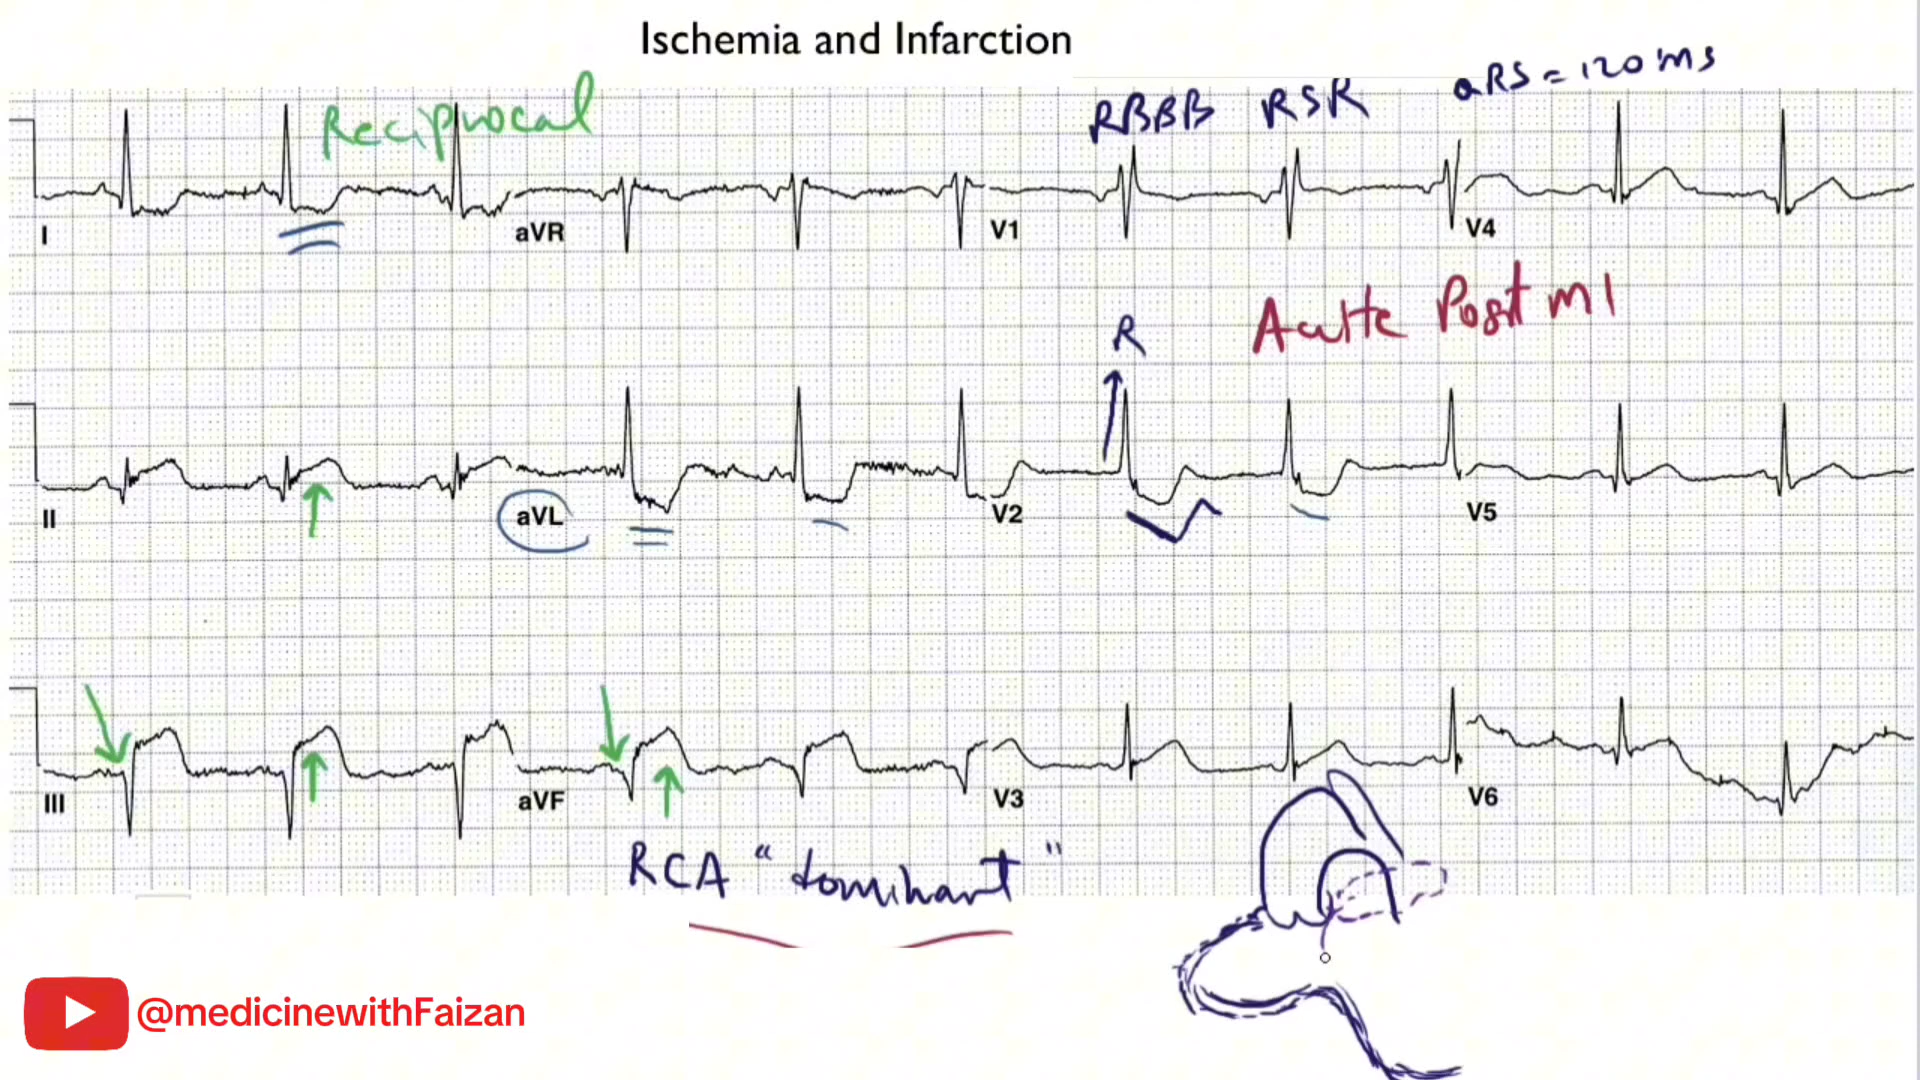 Ischemia and Infarction
Reciprocal
RBBB RSR QRS = 120 ms
I aVR V1 V4
R
Acute Post MI
II aVL V2 V5
III aVF V3 V6
RCA "dominant"
@medicinewithFaizan